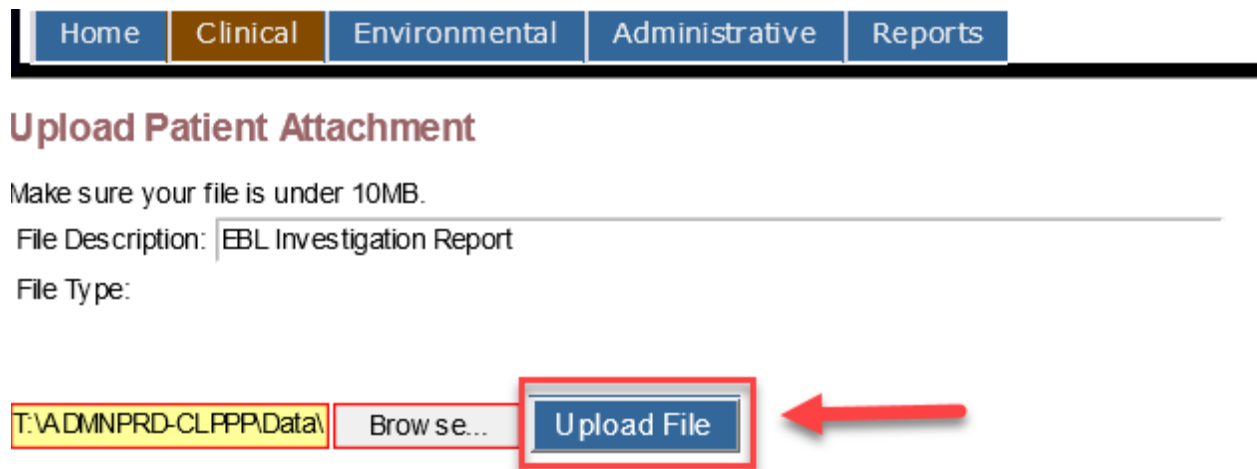 Home Clinical Environmental Administrative Reports
Upload Patient Attachment
Make sure your file is under 10MB.
File Description: EBL Investigation Report
File Type:
T:\ADMNPRD-CLPPP\Data\ Browse... Upload File